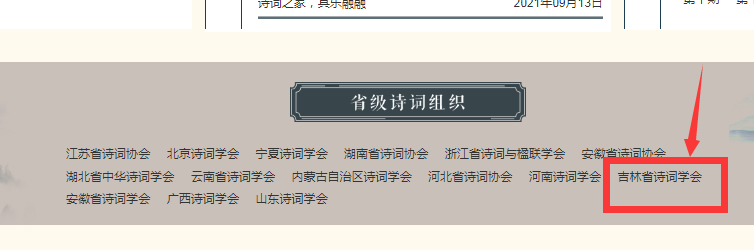 诗词之家，其乐融融 2021年09月13日
省级诗词组织
江苏省诗词协会 北京诗词学会 宁夏诗词学会 湖南省诗词协会 浙江省诗词与楹联学会 安徽省诗词协会
湖北省中华诗词学会 云南省诗词学会 内蒙古自治区诗词学会 河北省诗词协会 河南诗词学会 吉林省诗词学会
安徽省诗词学会 广西诗词学会 山东诗词学会